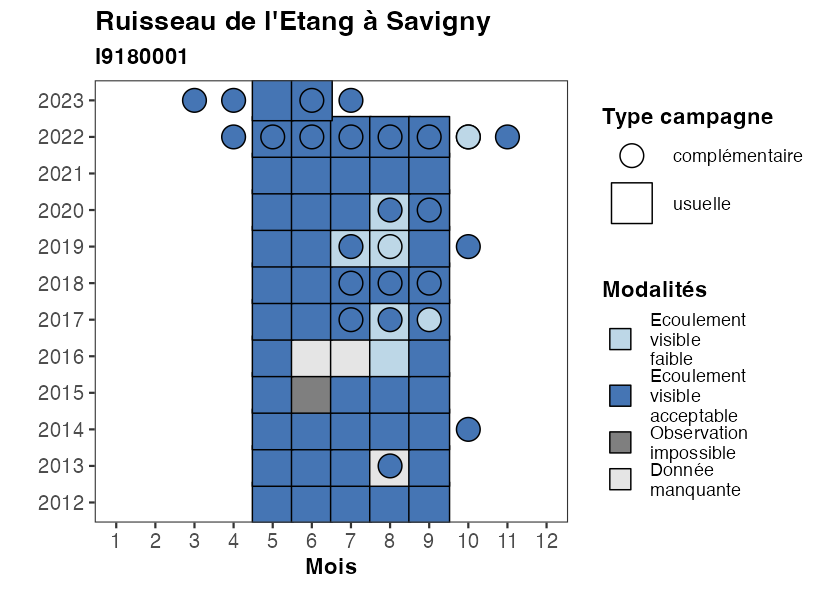 Ruisseau de l'Etang à Savigny
I9180001
2023
2022
2021
2020
2019
2018
2017
2016
2015
2014
2013
2012
1 2 3 4 5 6 7 8 9 10 11 12
Mois
Type campagne
complémentaire
usuelle
Modalités
Ecoulement
visible
faible
Ecoulement
visible
acceptable
Observation
impossible
Donnée
manquante